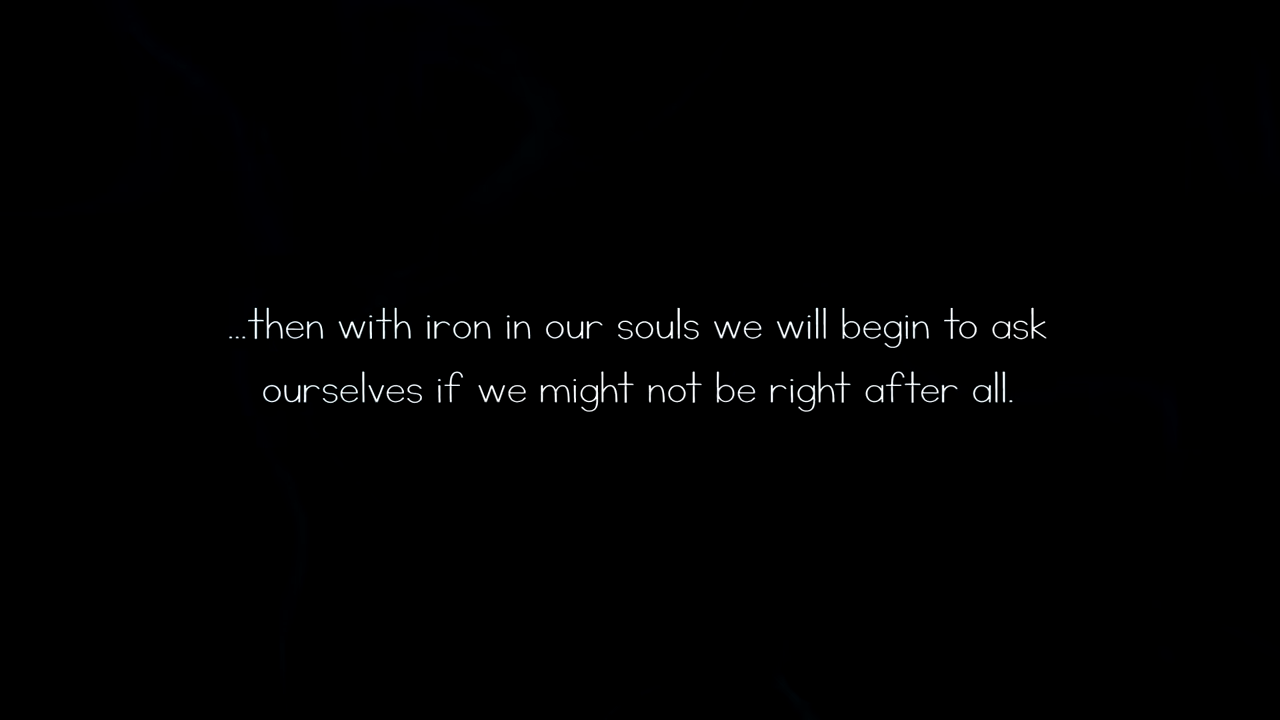 ...then with iron in our souls we will begin to ask
ourselves if we might not be right after all.